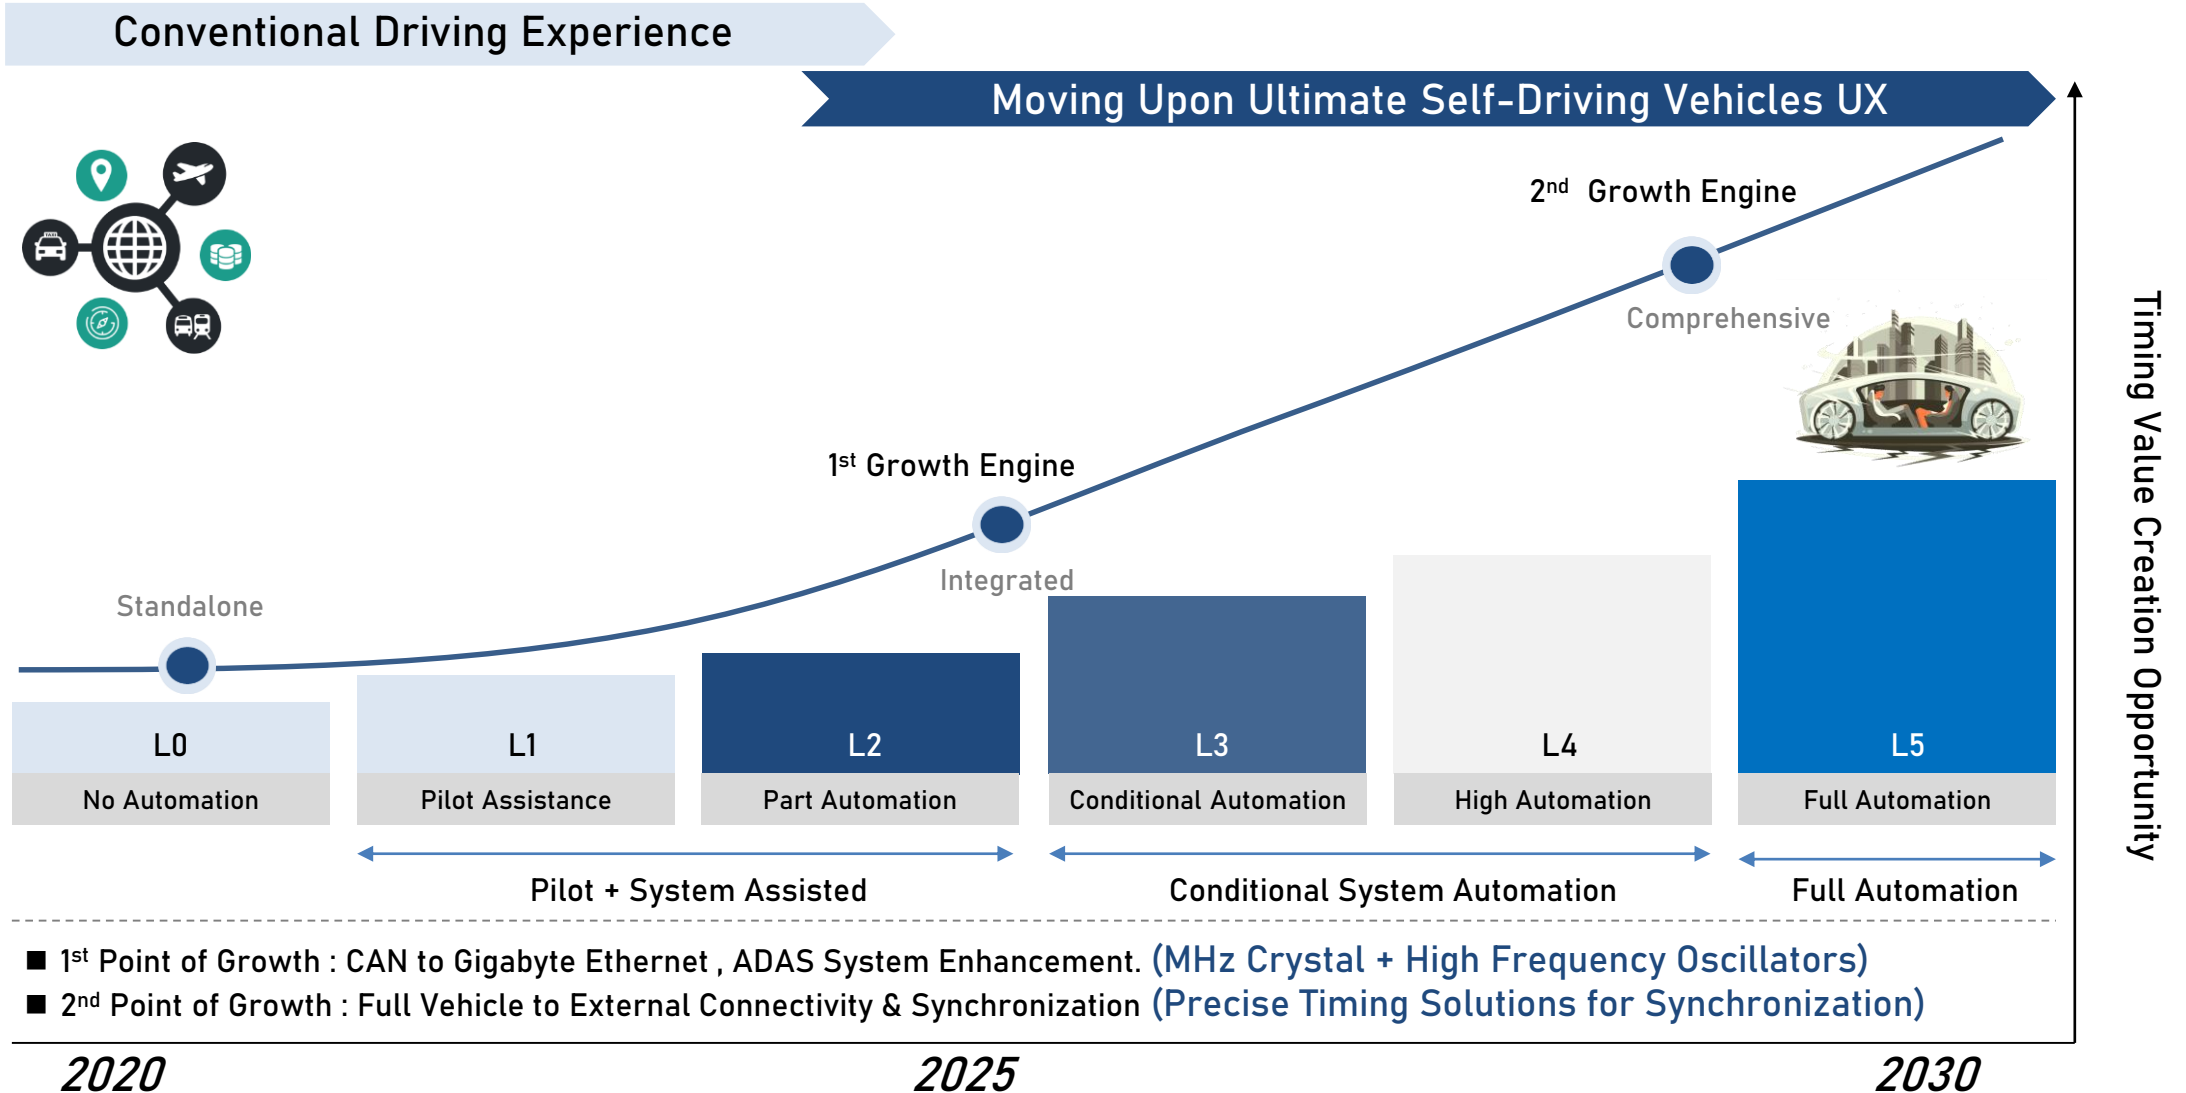 Conventional Driving Experience
Moving Upon Ultimate Self-Driving Vehicles UX
2nd Growth Engine
Comprehensive
1st Growth Engine
Integrated
Standalone
TAXI
L0
L1
L2
L3
L4
L5
No Automation
Pilot Assistance
Part Automation
Conditional Automation
High Automation
Full Automation
Pilot + System Assisted
Conditional System Automation
Full Automation
■ 1st Point of Growth : CAN to Gigabyte Ethernet , ADAS System Enhancement. (MHz Crystal + High Frequency Oscillators)
■ 2nd Point of Growth : Full Vehicle to External Connectivity & Synchronization (Precise Timing Solutions for Synchronization)
2020
2025
2030
Timing Value Creation Opportunity